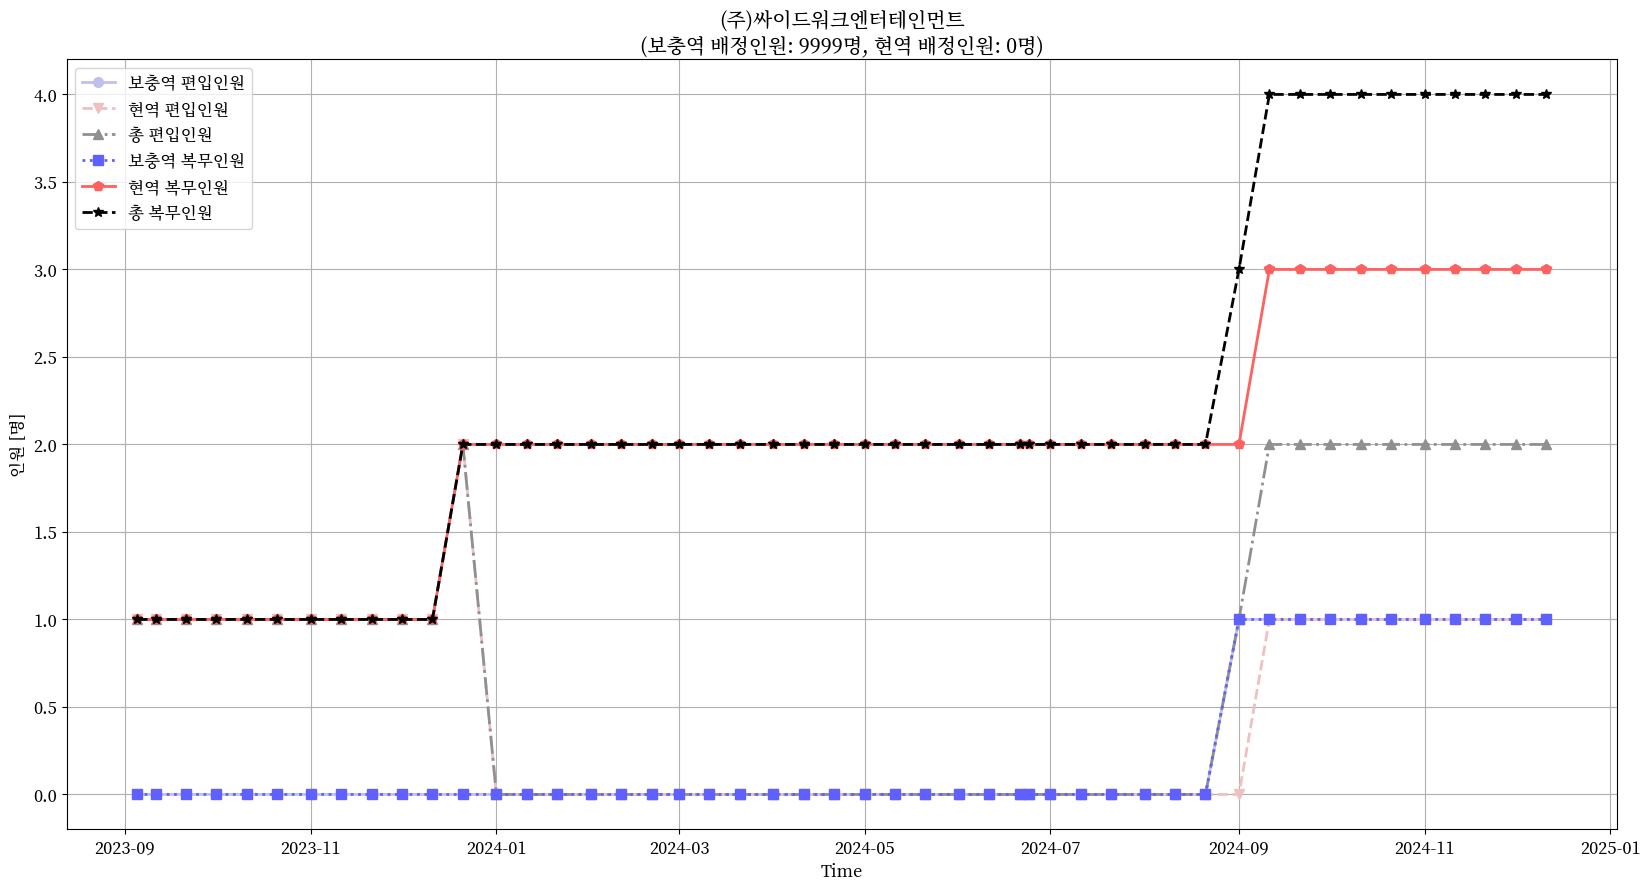 (주)싸이드워크엔터테인먼트
(보충역 배정인원: 9999명, 현역 배정인원: 0명)
보충역 편입인원
현역 편입인원
총 편입인원
보충역 복무인원
현역 복무인원
총 복무인원
4.0
3.5
3.0
2.5
2.0
1.5
1.0
0.5
0.0
인원 [명]
2023-09
2023-11
2024-01
2024-03
2024-05
2024-07
2024-09
2024-11
2025-01
Time